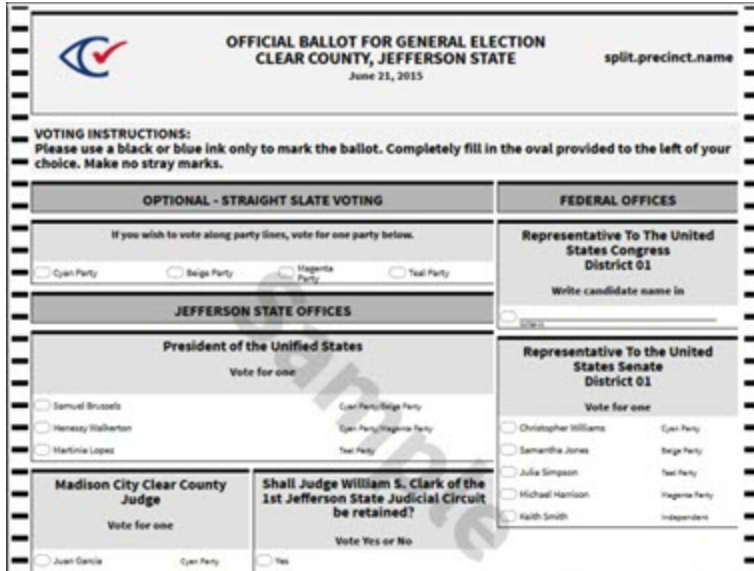 OFFICIAL BALLOT FOR GENERAL ELECTION
CLEAR COUNTY, JEFFERSON STATE
June 21, 2015
split.precinct.name
VOTING INSTRUCTIONS:
Please use a black or blue ink only to mark the ballot. Completely fill in the oval provided to the left of your
choice. Make no stray marks.
OPTIONAL - STRAIGHT SLATE VOTING
If you wish to vote along party lines, vote for one party below.
Cyan Party
Beige Party
Magenta
Party
Teal Party
JEFFERSON STATE OFFICES
President of the Unified States
Vote for one
Samuel Brussels
Cyan Party/Beige Party
Henessy Walkerton
Cyan Party/Magenta Party
Martinia Lopez
Teal Party
Madison City Clear County
Judge
Vote for one
Juan Garcia
Cyan Party
Shall Judge William S. Clark of the
1st Jefferson State Judicial Circuit
be retained?
Vote Yes or No
Yes
FEDERAL OFFICES
Representative To The United
States Congress
District 01
Write candidate name in
Representative To the United
States Senate
District 01
Vote for one
Christopher Williams
Cyan Party
Samantha Jones
Beige Party
Julia Simpson
Teal Party
Michael Harrison
Magenta Party
Keith Smith
Independent
Sample